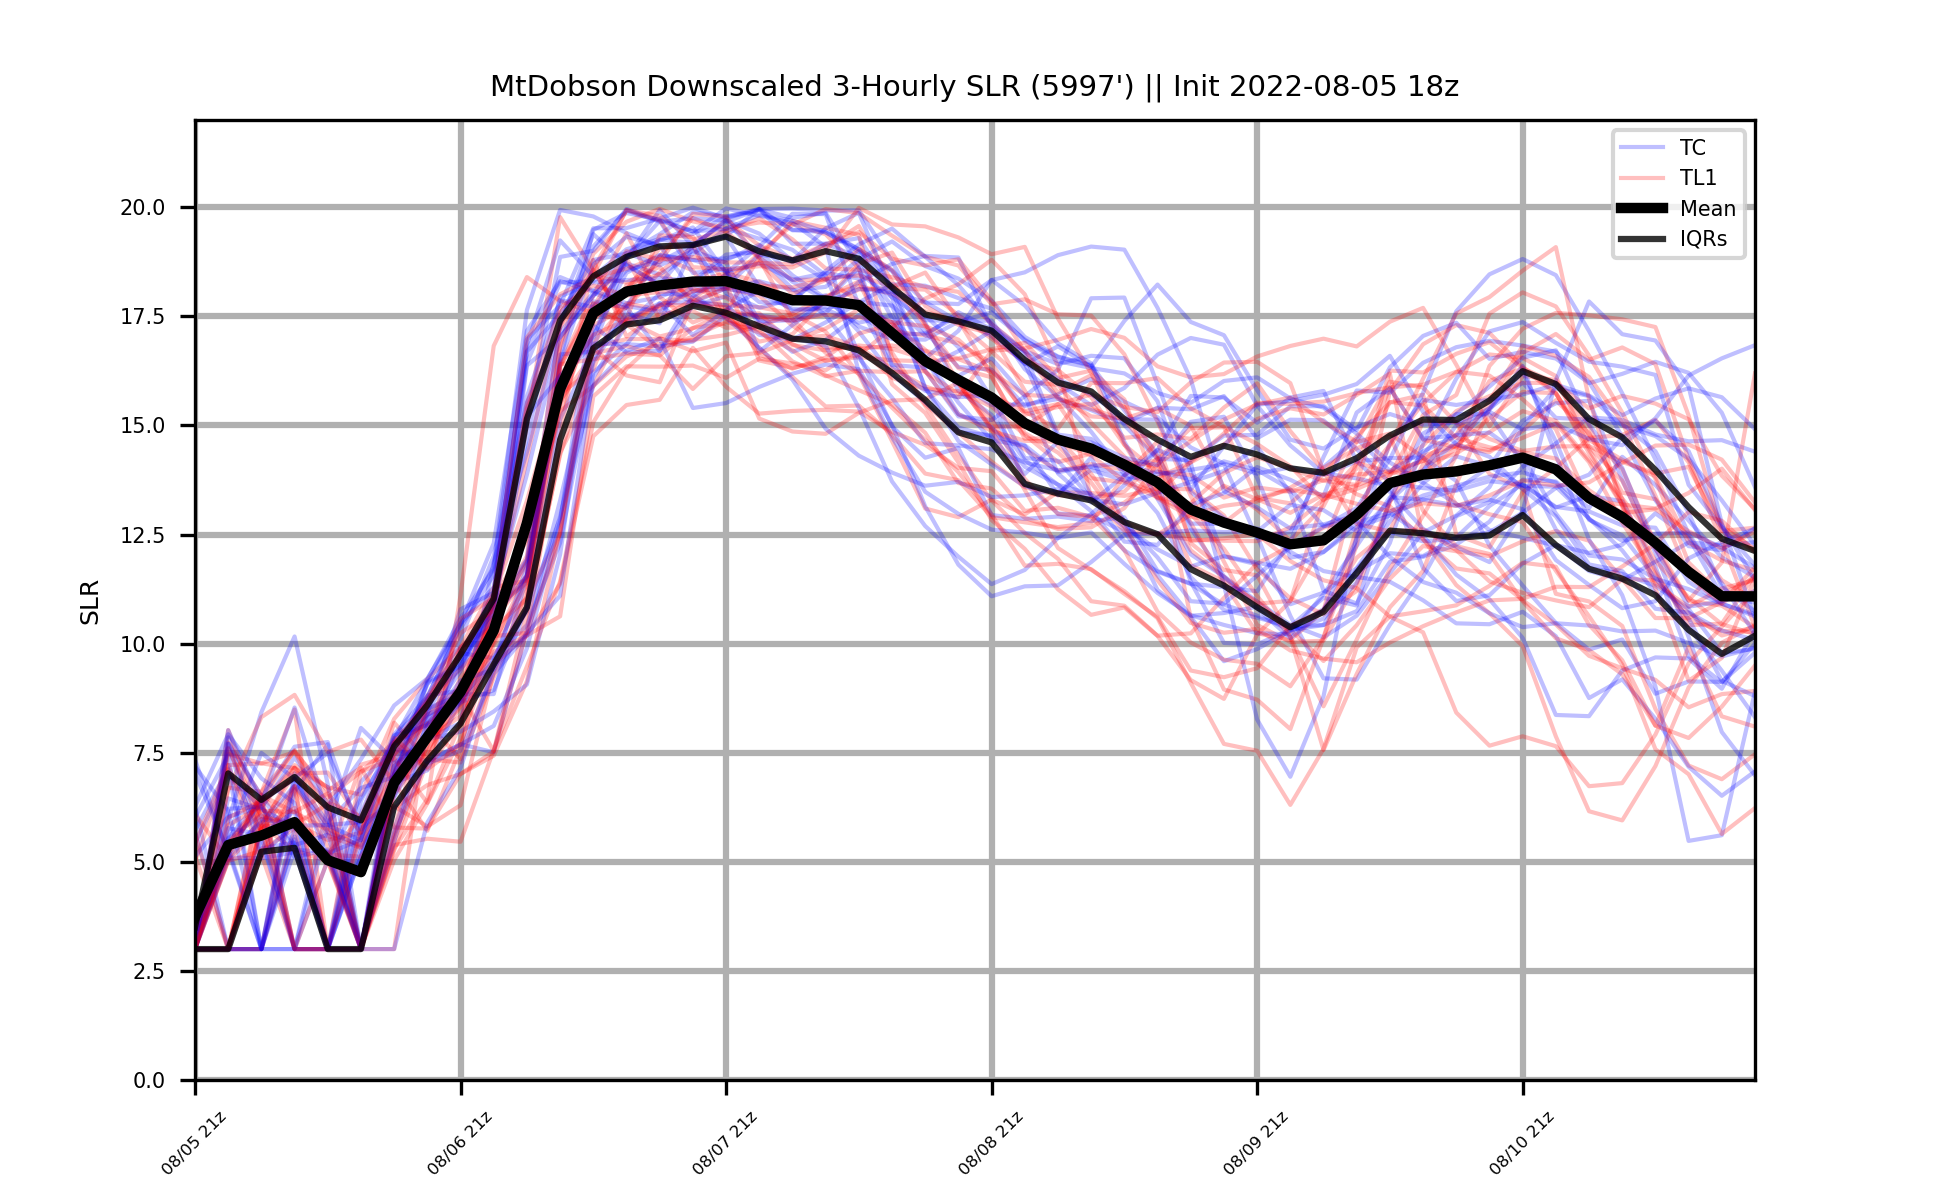 MtDobson Downscaled 3-Hourly SLR (5997') || Init 2022-08-05 18z
TC
TL1
Mean
IQRs
SLR
20.0
17.5
15.0
12.5
10.0
7.5
5.0
2.5
0.0
08/05 21z
08/06 21z
08/07 21z
08/08 21z
08/09 21z
08/10 21z